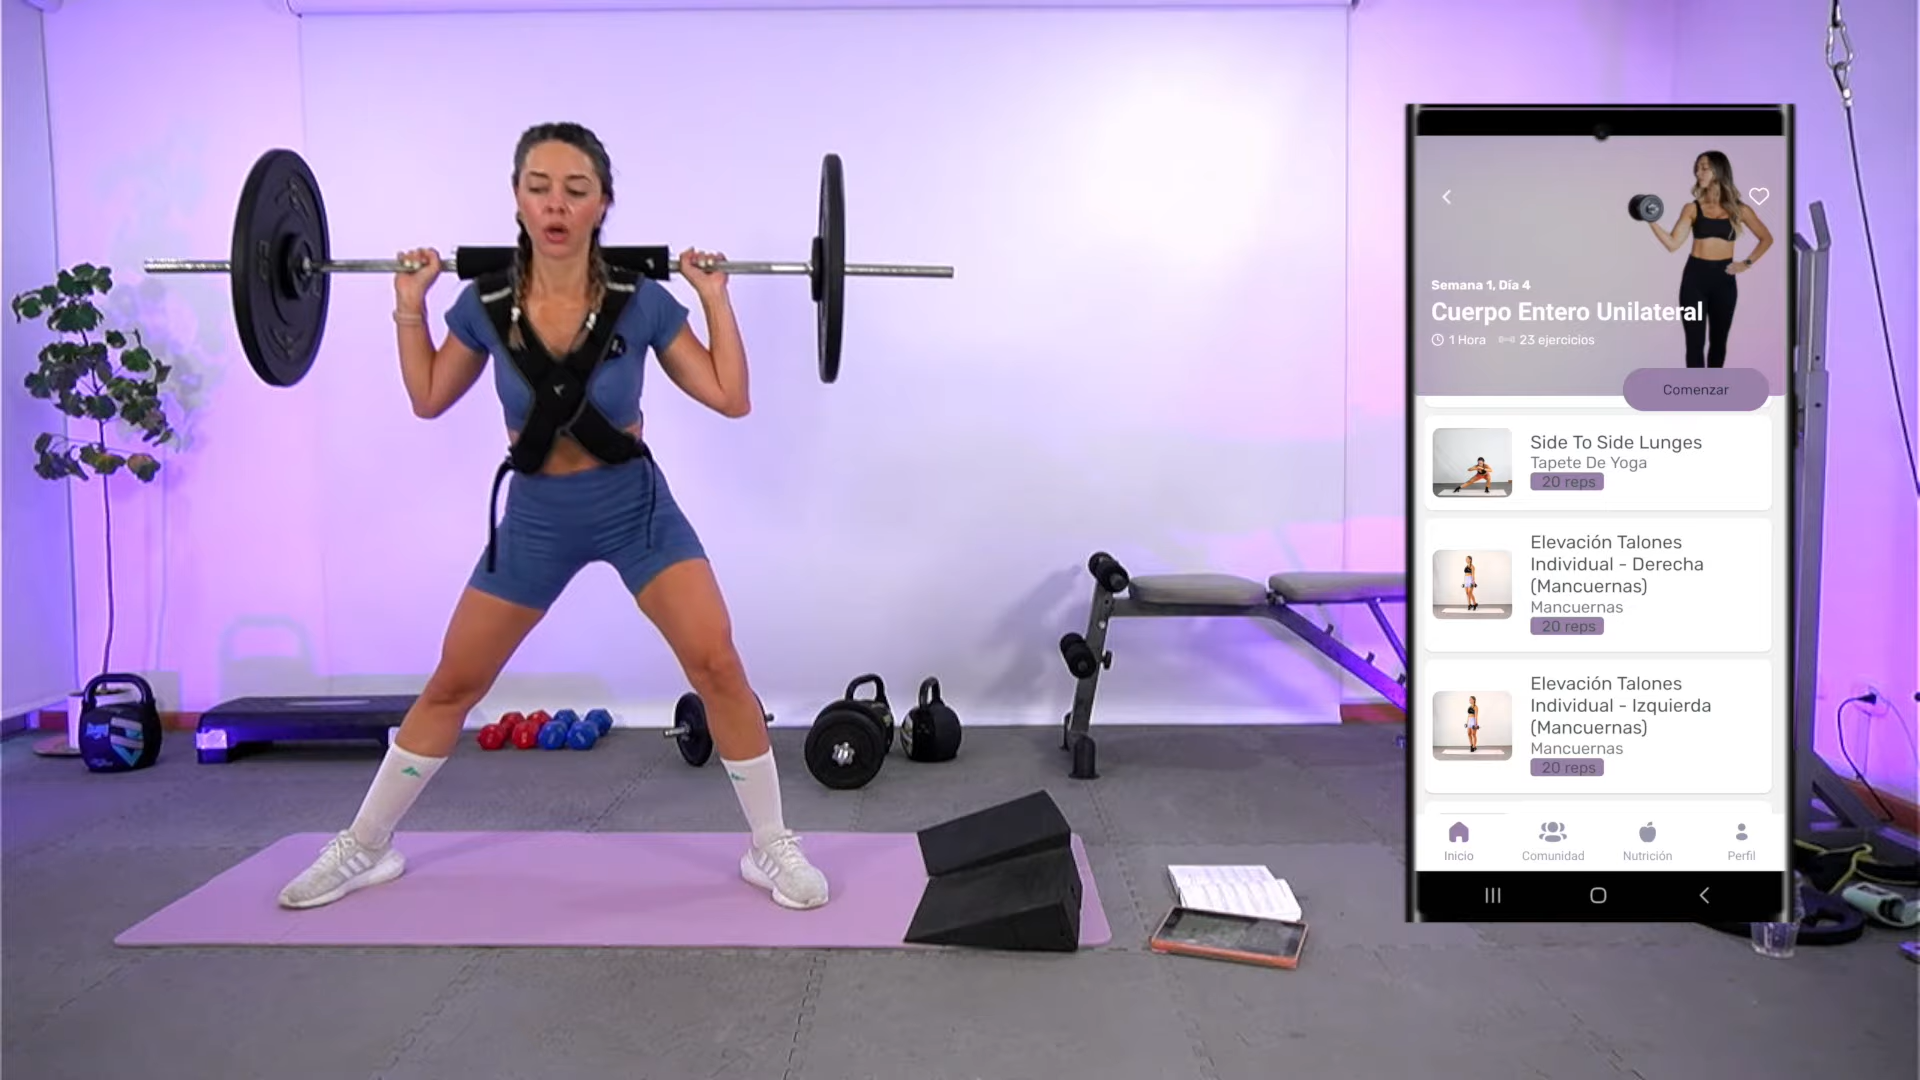 Semana 1, Día 4
Cuerpo Entero Unilateral
1 Hora 23 ejercicios
Comenzar
Side To Side Lunges
Tapete De Yoga
20 reps
Elevación Talones
Individual - Derecha
(Mancuernas)
Mancuernas
20 reps
Elevación Talones
Individual - Izquierda
(Mancuernas)
Mancuernas
20 reps
Inicio
Comunidad
Nutrición
Perfil